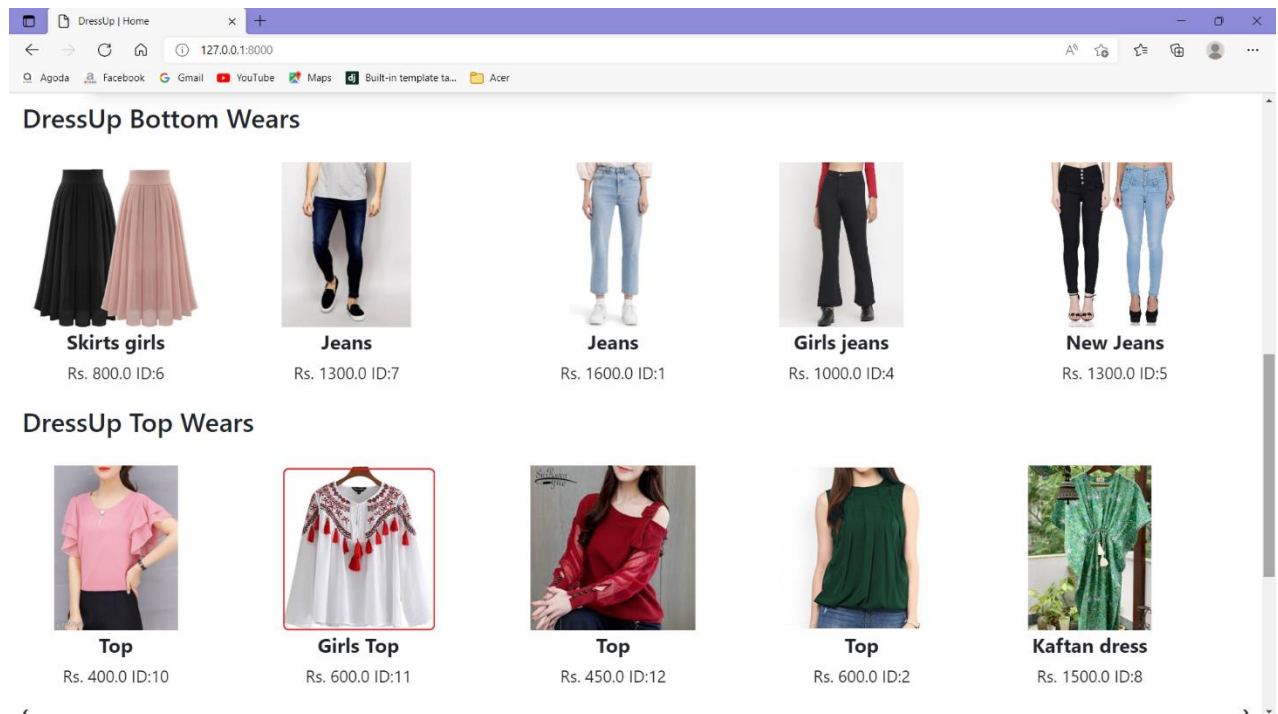 DressUp | Home
127.0.0.1:8000
Agoda Facebook Gmail YouTube Maps dj Built-in template ta... Acer
DressUp Bottom Wears
Skirts girls Jeans Jeans Girls jeans New Jeans
Rs. 800.0 ID:6 Rs. 1300.0 ID:7 Rs. 1600.0 ID:1 Rs. 1000.0 ID:4 Rs. 1300.0 ID:5
DressUp Top Wears
Top Girls Top Top Top Kaftan dress
Rs. 400.0 ID:10 Rs. 600.0 ID:11 Rs. 450.0 ID:12 Rs. 600.0 ID:2 Rs. 1500.0 ID:8